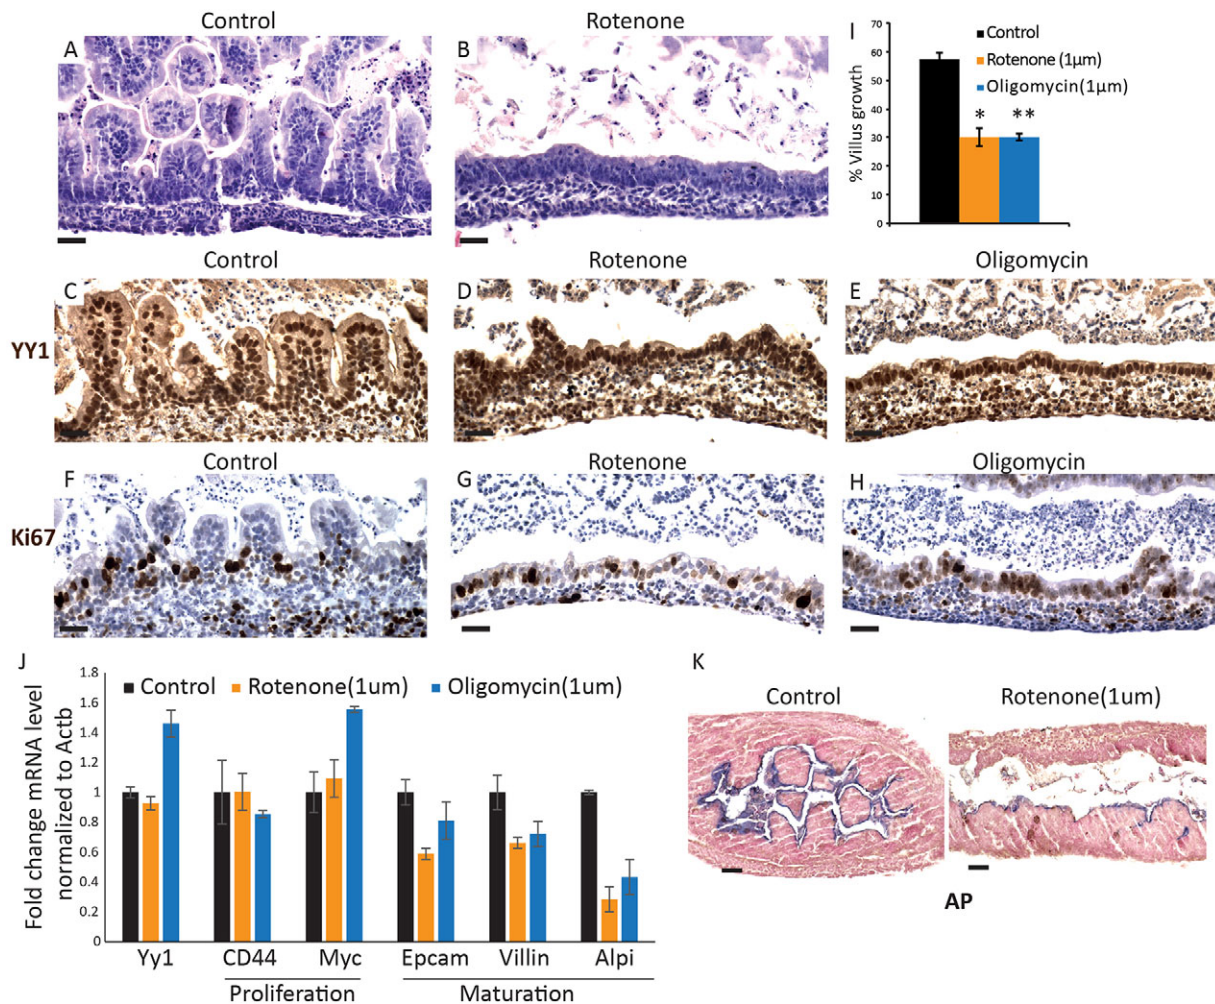 Control
Rotenone
A
B
I
% Villus growth
70
60
50
40
30
20
10
0
Control
Rotenone (1µm)
Oligomycin(1µm)
*
**
Control
Rotenone
Oligomycin
YY1
C
D
E
Control
Rotenone
Oligomycin
Ki67
F
G
H
J
Fold change mRNA level
normalized to Actb
1.8
1.6
1.4
1.2
1
0.8
0.6
0.4
0.2
0
Control
Rotenone(1um)
Oligomycin(1um)
Yy1
CD44
Myc
Epcam
Villin
Alpi
Proliferation
Maturation
K
Control
Rotenone(1um)
AP